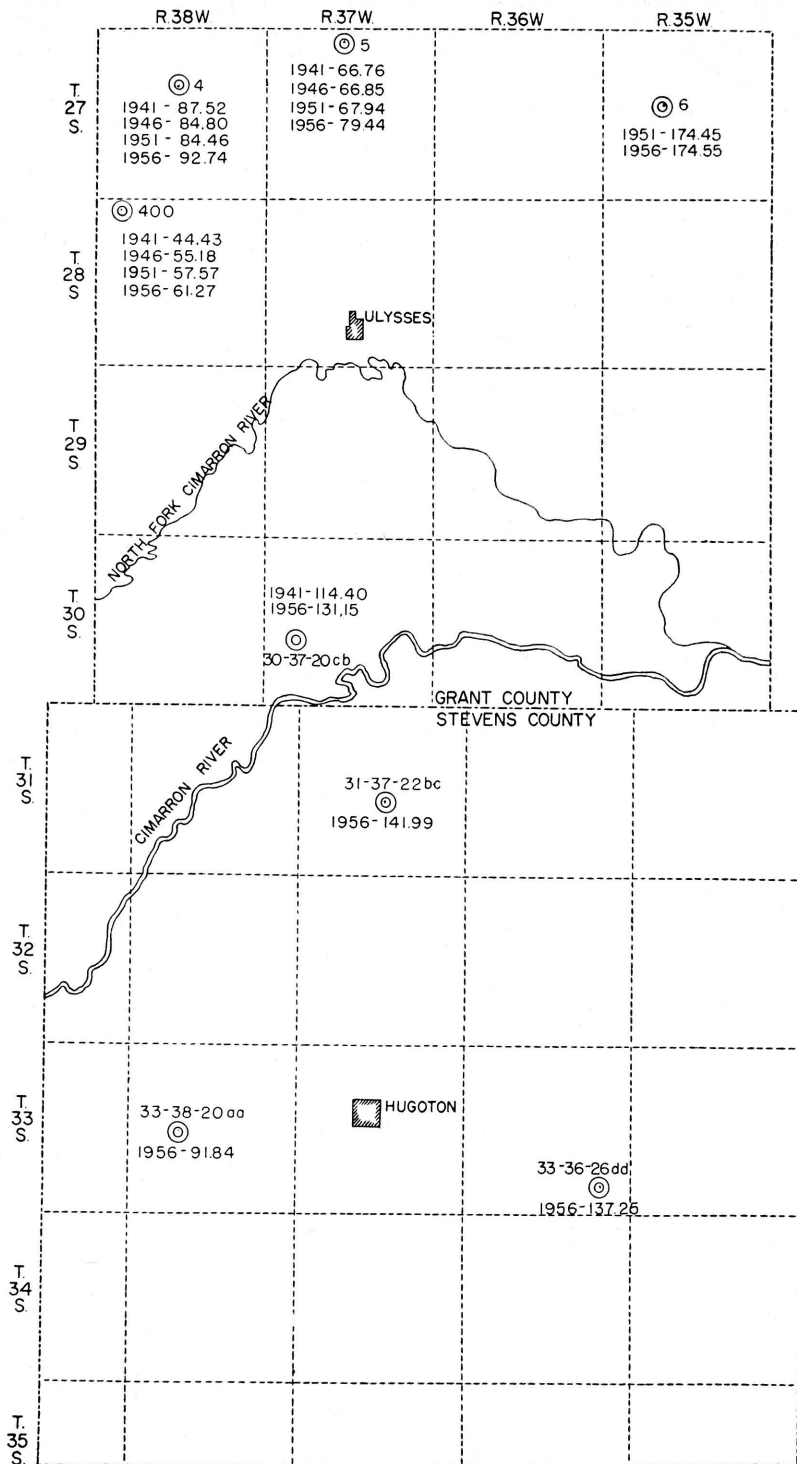 R.38W. R.37W. R.36W. R.35W.
T. 27 S.
4
1941 - 87.52
1946 - 84.80
1951 - 84.46
1956 - 92.74
5
1941-66.76
1946-66.85
1951-67.94
1956-79.44
6
1951-174.45
1956-174.55
T. 28 S
400
1941-44.43
1946-55.18
1951-57.57
1956-61.27
ULYSSES
T. 29 S
NORTH FORK CIMARRON RIVER
T. 30 S.
1941-114.40
1956-131,15
30-37-20cb
GRANT COUNTY
STEVENS COUNTY
T. 31 S.
CIMARRON RIVER
31-37-22bc
1956-141.99
T. 32 S.
T. 33 S.
33-38-20aa
1956-91.84
HUGOTON
33-36-26dd
1956-137.25
T. 34 S.
T. 35 S.